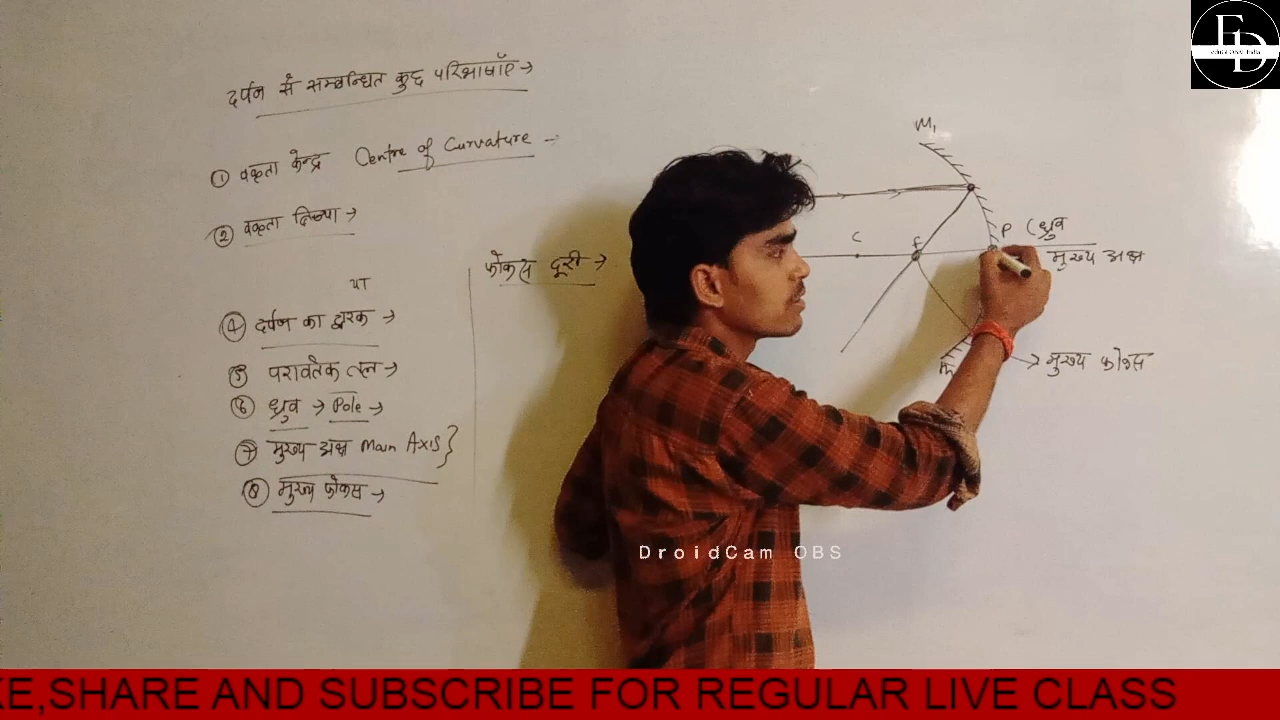 दर्पण से सम्बन्धित कुछ परिभाषाएँ →
① वक्रता केन्द्र Centre of Curvature →
② वक्रता त्रिज्या →
या
④ दर्पण का द्वारक →
⑤ परावर्तक तल →
⑥ ध्रुव → Pole →
⑦ मुख्य अक्ष Main Axis }
⑧ मुख्य फोकस →
फोकस दूरी →
M₁
P (ध्रुव
C
F
मुख्य अक्ष
→ मुख्य फोकस
DroidCam OBS
ED
KE,SHARE AND SUBSCRIBE FOR REGULAR LIVE CLASS